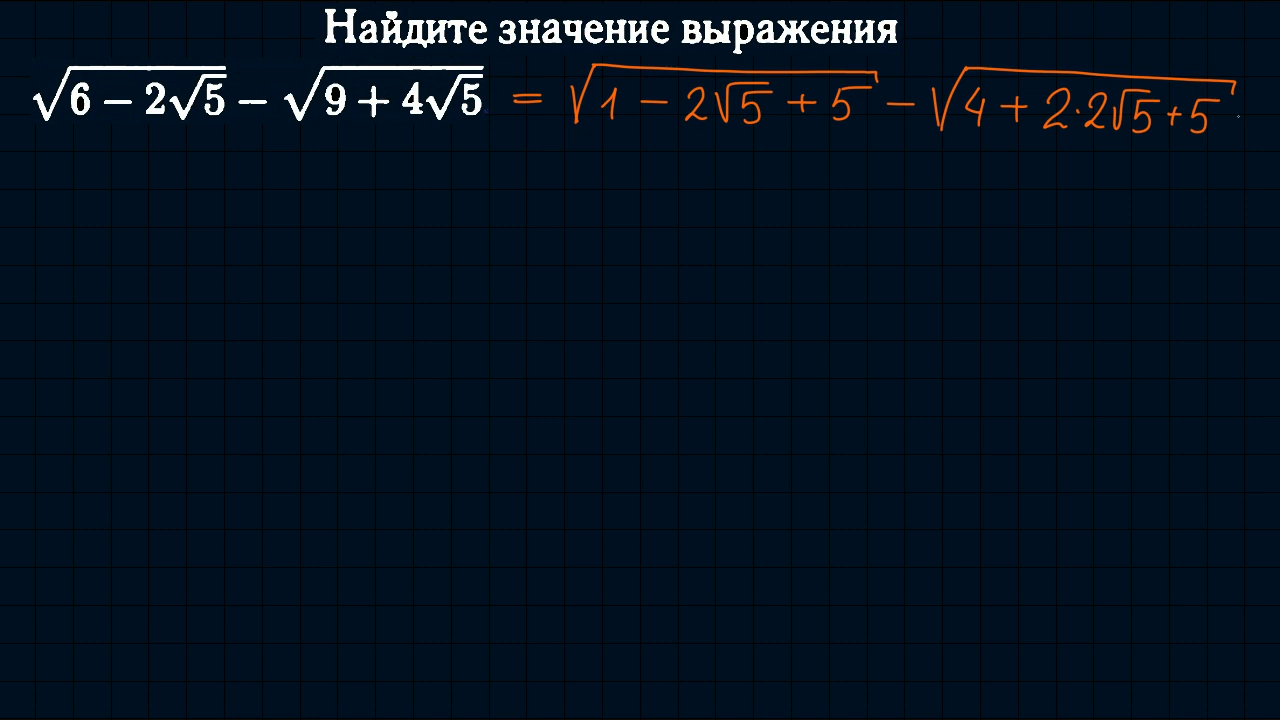 Найдите значение выражения
√(6 − 2√5) − √(9 + 4√5) = √(1 − 2√5 + 5) − √(4 + 2·2√5 + 5)